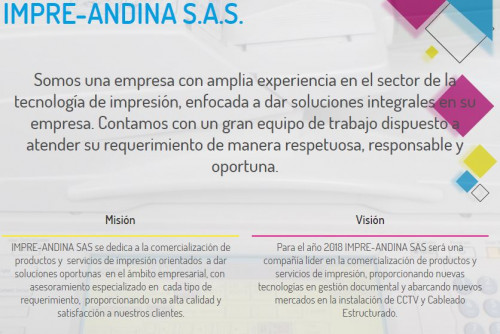 IMPRE-ANDINA S.A.S.
Somos una empresa con amplia experiencia en el sector de la
tecnología de impresión, enfocada a dar soluciones integrales en su
empresa. Contamos con un gran equipo de trabajo dispuesto a
atender su requerimiento de manera respetuosa, responsable y
oportuna.
Misión
IMPRE-ANDINA SAS se dedica a la comercialización de
productos y servicios de impresión orientados a dar
soluciones oportunas en el ámbito empresarial, con
asesoramiento especializado en cada tipo de
requerimiento, proporcionando una alta calidad y
satisfacción a nuestros clientes.
Visión
Para el año 2018 IMPRE-ANDINA SAS será una
compañía líder en la comercialización de productos y
servicios de impresión, proporcionando nuevas
tecnologías en gestión documental y abarcando nuevos
mercados en la instalación de CCTV y Cableado
Estructurado.